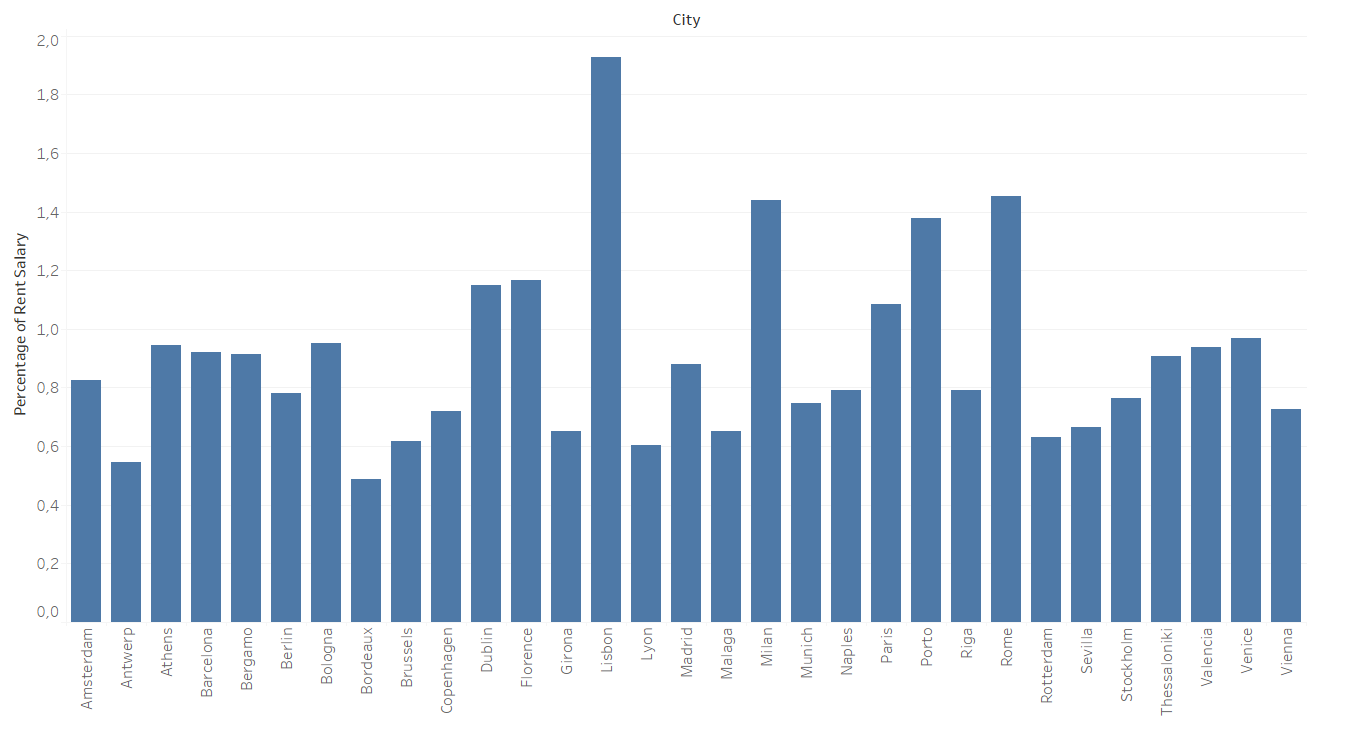 City
Percentage of Rent Salary
2,0
1,8
1,6
1,4
1,2
1,0
0,8
0,6
0,4
0,2
0,0
Amsterdam
Antwerp
Athens
Barcelona
Bergamo
Berlin
Bologna
Bordeaux
Brussels
Copenhagen
Dublin
Florence
Girona
Lisbon
Lyon
Madrid
Malaga
Milan
Munich
Naples
Paris
Porto
Riga
Rome
Rotterdam
Sevilla
Stockholm
Thessaloniki
Valencia
Venice
Vienna